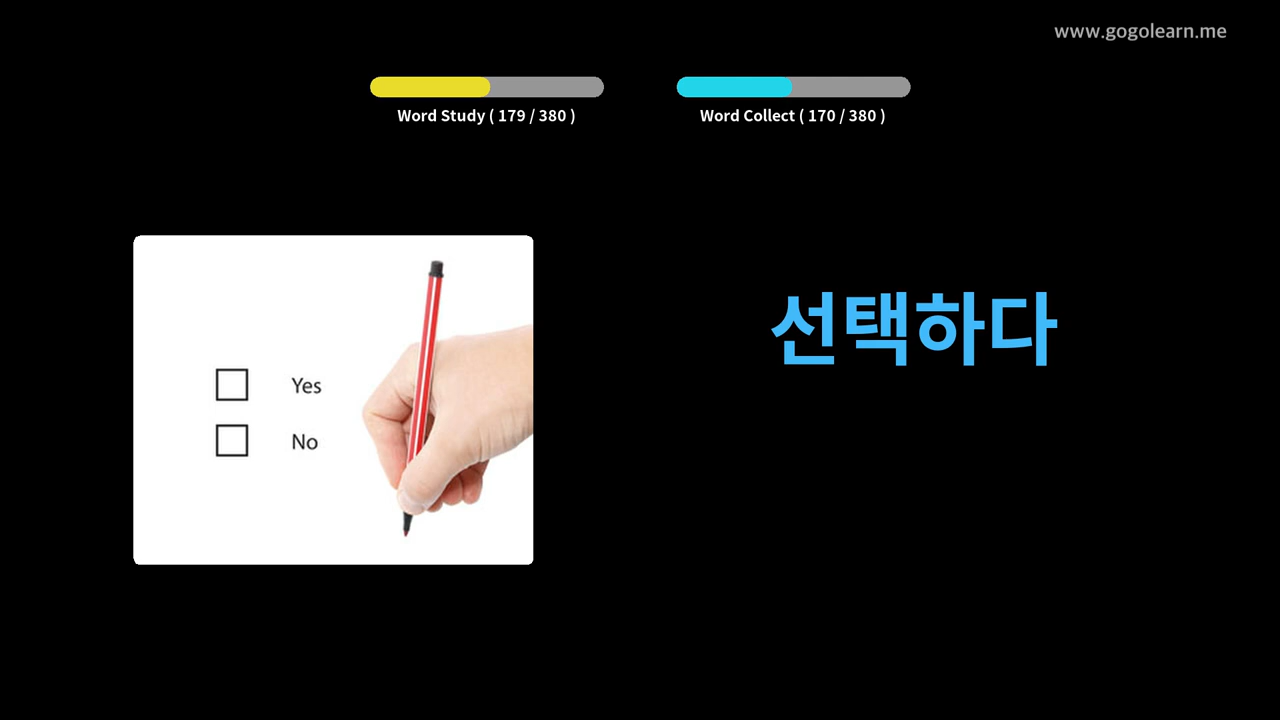 www.gogolearn.me
Word Study ( 179 / 380 )
Word Collect ( 170 / 380 )
Yes
No
선택하다